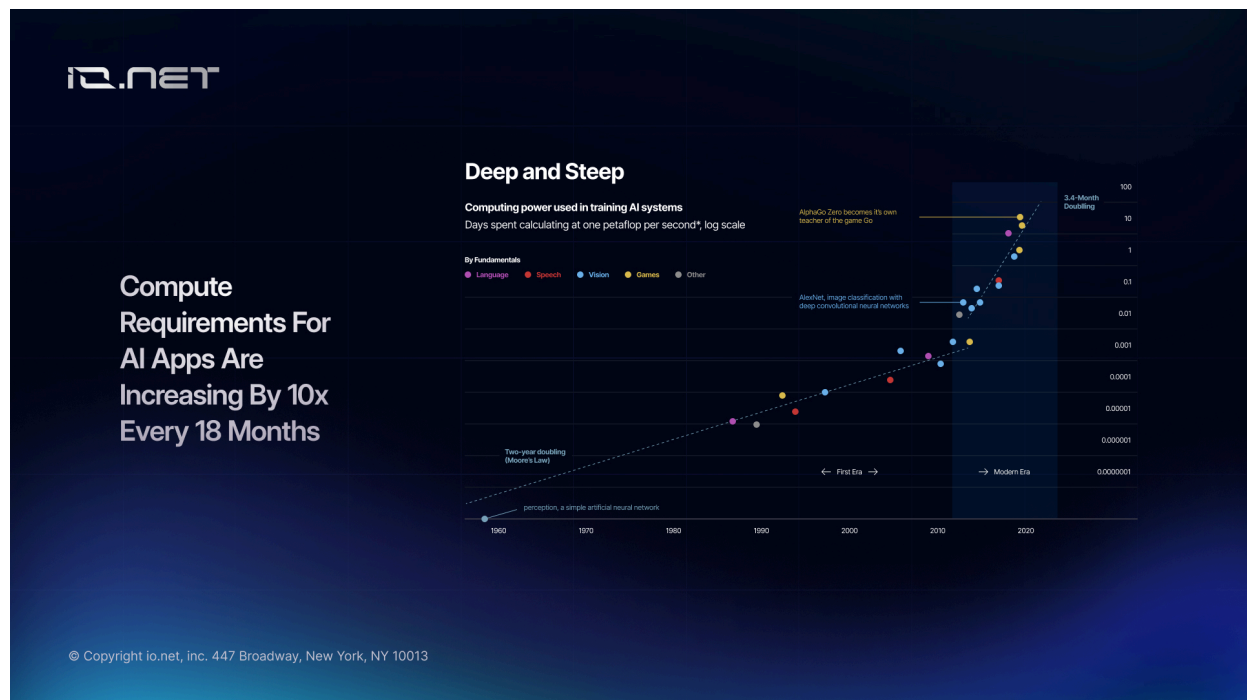 io.net
Deep and Steep
Computing power used in training AI systems
Days spent calculating at one petaflop per second*, log scale
By Fundamentals
Language
Speech
Vision
Games
Other
Compute
Requirements For
AI Apps Are
Increasing By 10x
Every 18 Months
AlphaGo Zero becomes it's own
teacher of the game Go
3.4-Month
Doublling
AlexNet, image classification with
deep convolutional neural networks
100
10
1
0.1
0.01
0.001
0.0001
0.00001
0.000001
0.0000001
Two-year doubling
(Moore's Law)
← First Era →
→ Modern Era
perception, a simple artificial neural network
1960
1970
1980
1990
2000
2010
2020
© Copyright io.net, inc. 447 Broadway, New York, NY 10013